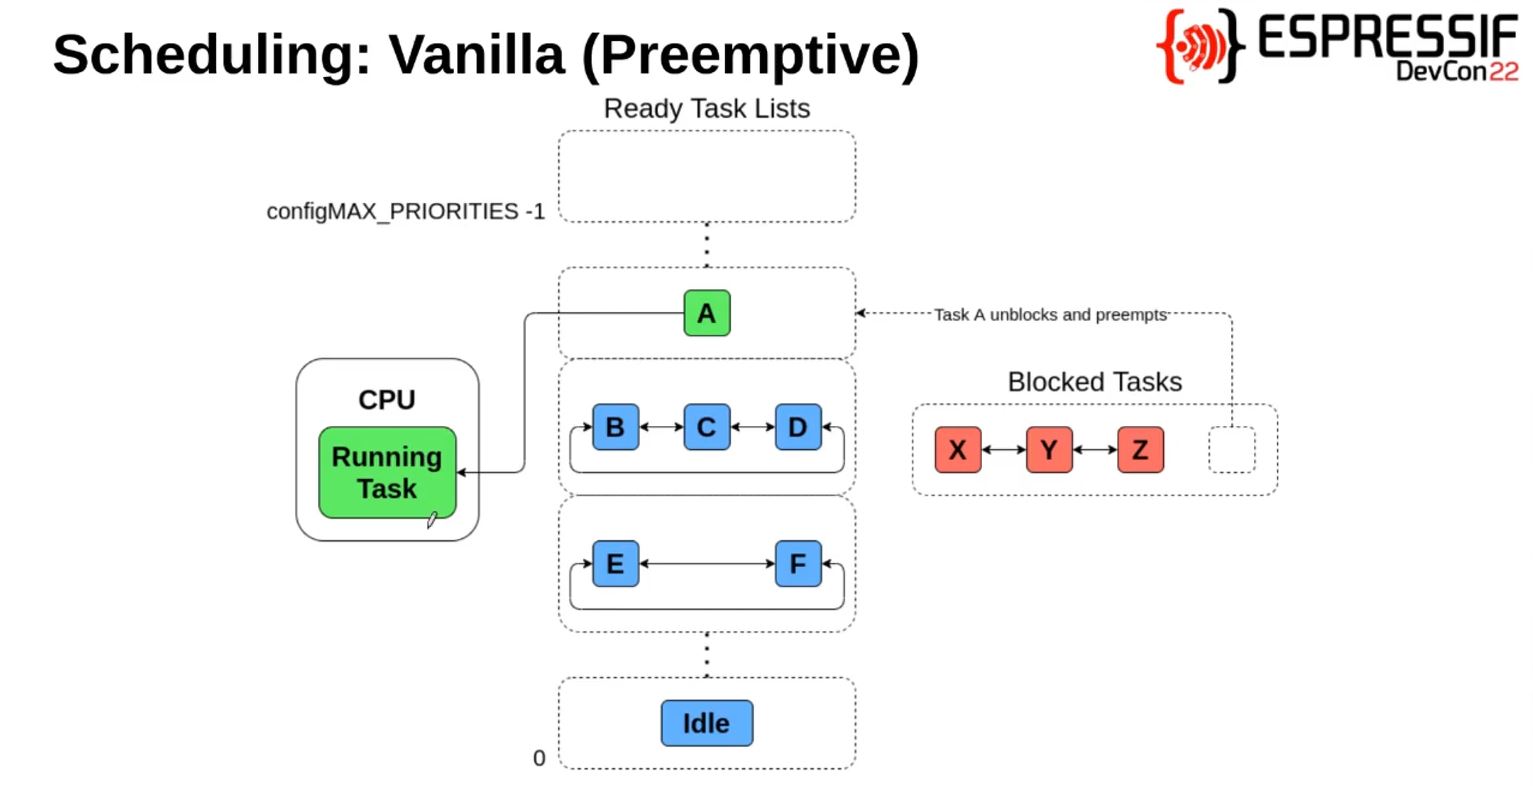 Scheduling: Vanilla (Preemptive)
ESPRESSIF
DevCon22
Ready Task Lists
configMAX_PRIORITIES -1
A
Task A unblocks and preempts
CPU
Running
Task
B
C
D
Blocked Tasks
X
Y
Z
E
F
Idle
0